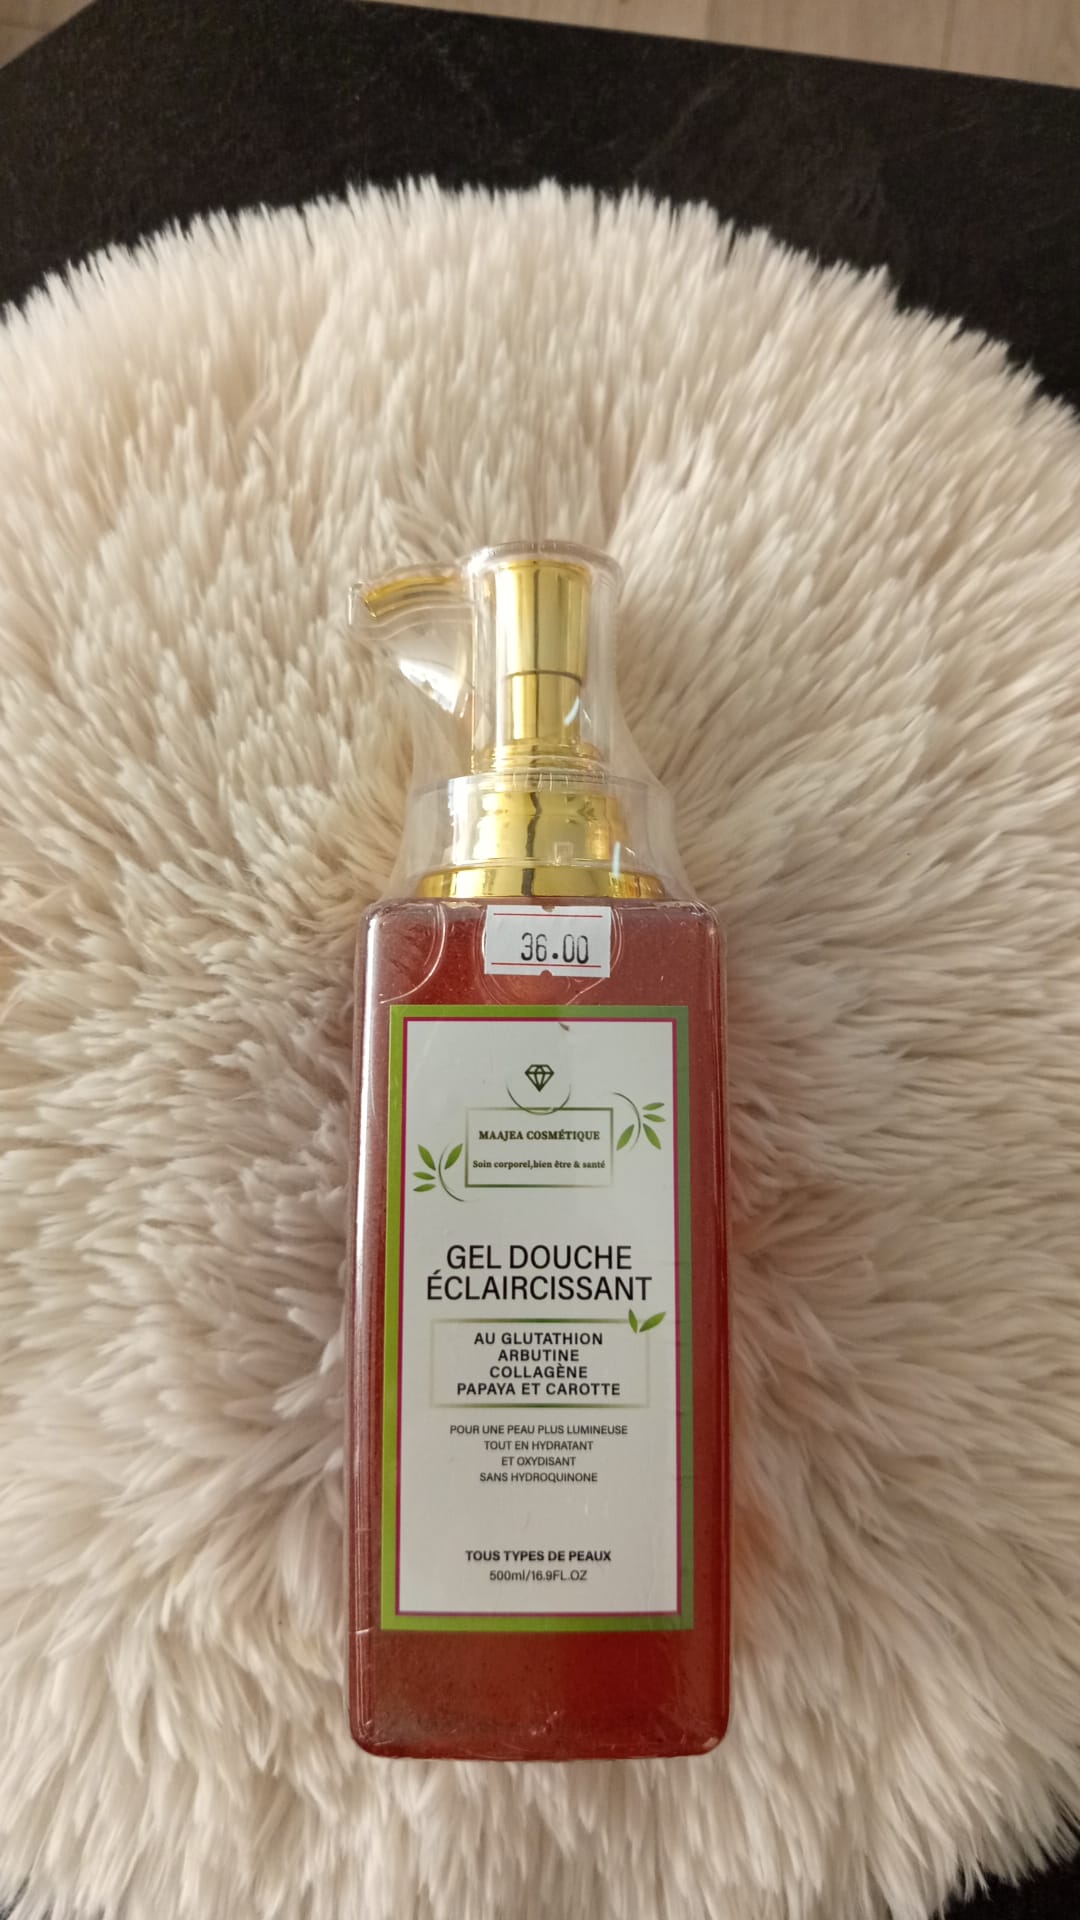 36.00
MAAJEA COSMÉTIQUE
Soin corporel,bien être & santé
GEL DOUCHE
ÉCLAIRCISSANT
AU GLUTATHION
ARBUTINE
COLLAGÈNE
PAPAYA ET CAROTTE
POUR UNE PEAU PLUS LUMINEUSE
TOUT EN HYDRATANT
ET OXYDISANT
SANS HYDROQUINONE
TOUS TYPES DE PEAUX
500ml/16.9FL.OZ